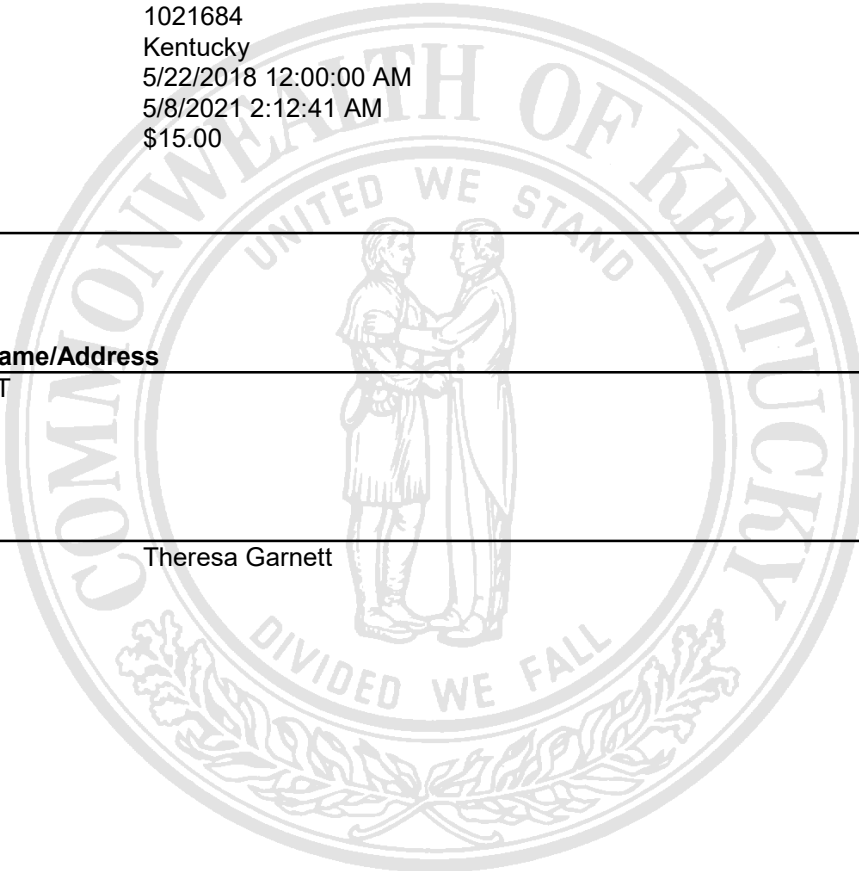 1021684
Kentucky
5/22/2018 12:00:00 AM
5/8/2021 2:12:41 AM
$15.00
COMMONWEALTH OF KENTUCKY
UNITED WE STAND
ame/Address
T
Theresa Garnett
DIVIDED WE FALL